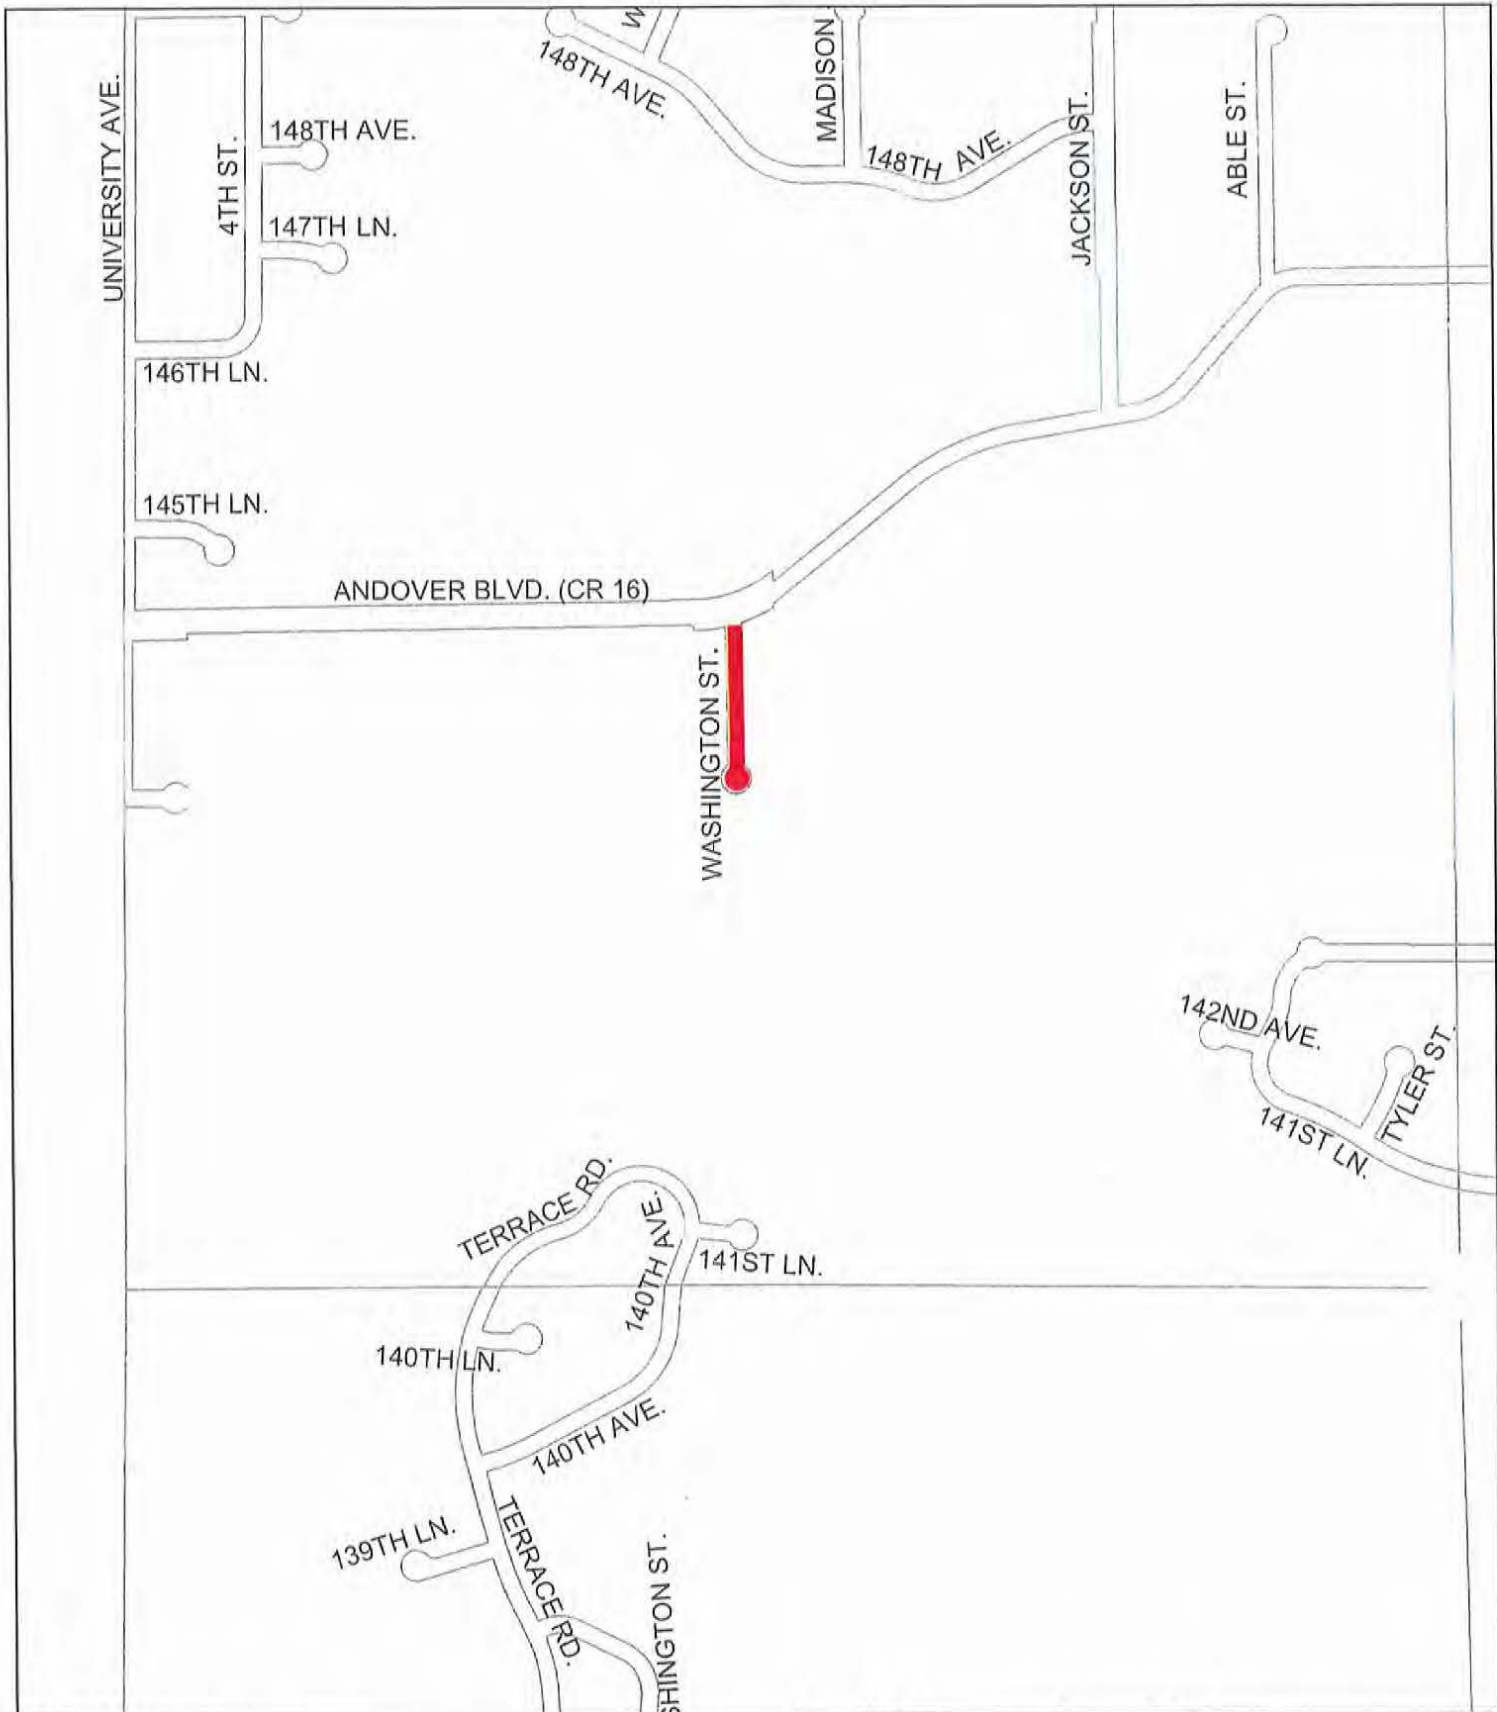 W
148TH AVE.
MADISON
UNIVERSITY AVE.
4TH ST.
148TH AVE.
148TH AVE.
JACKSON ST.
ABLE ST.
147TH LN.
146TH LN.
145TH LN.
ANDOVER BLVD. (CR 16)
WASHINGTON ST.
142ND AVE.
TYLER ST.
141ST LN.
TERRACE RD.
140TH AVE.
141ST LN.
140TH LN.
140TH AVE.
139TH LN.
TERRACE RD.
SHINGTON ST.